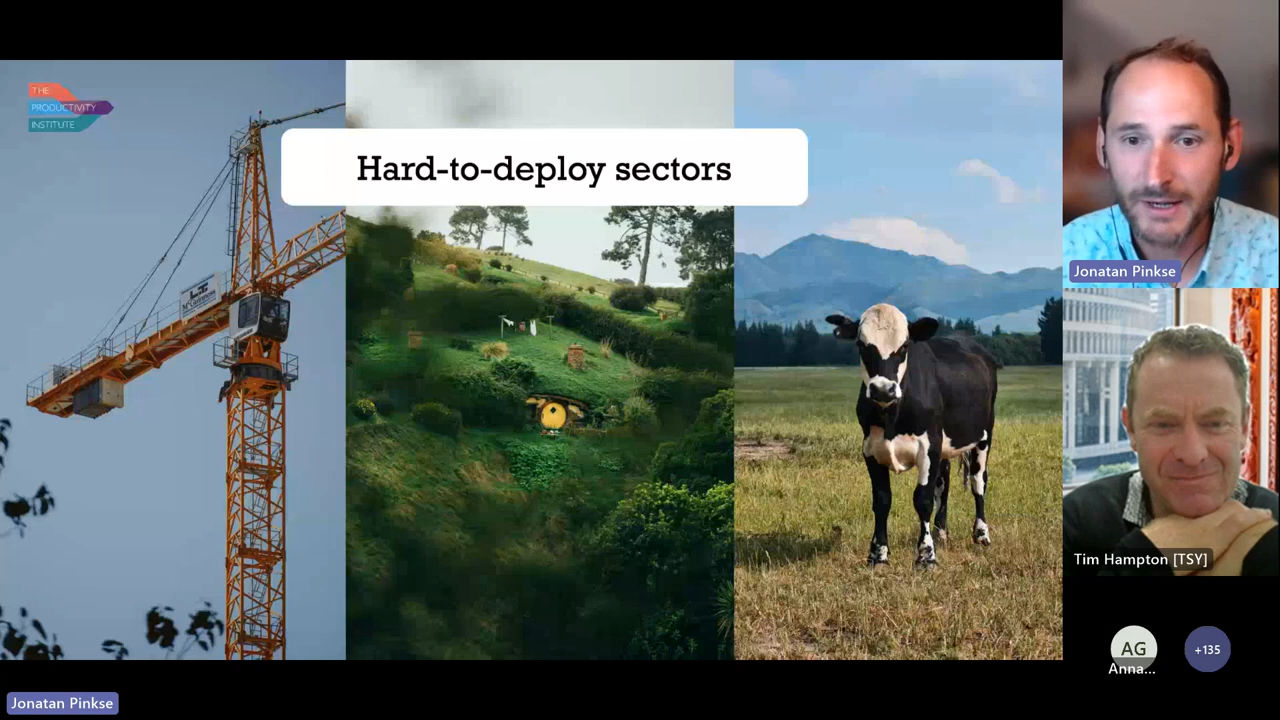 THE
PRODUCTIVITY
INSTITUTE
Hard-to-deploy sectors
Jonatan Pinkse
Tim Hampton [TSY]
AG
Anna...
+135
Jonatan Pinkse